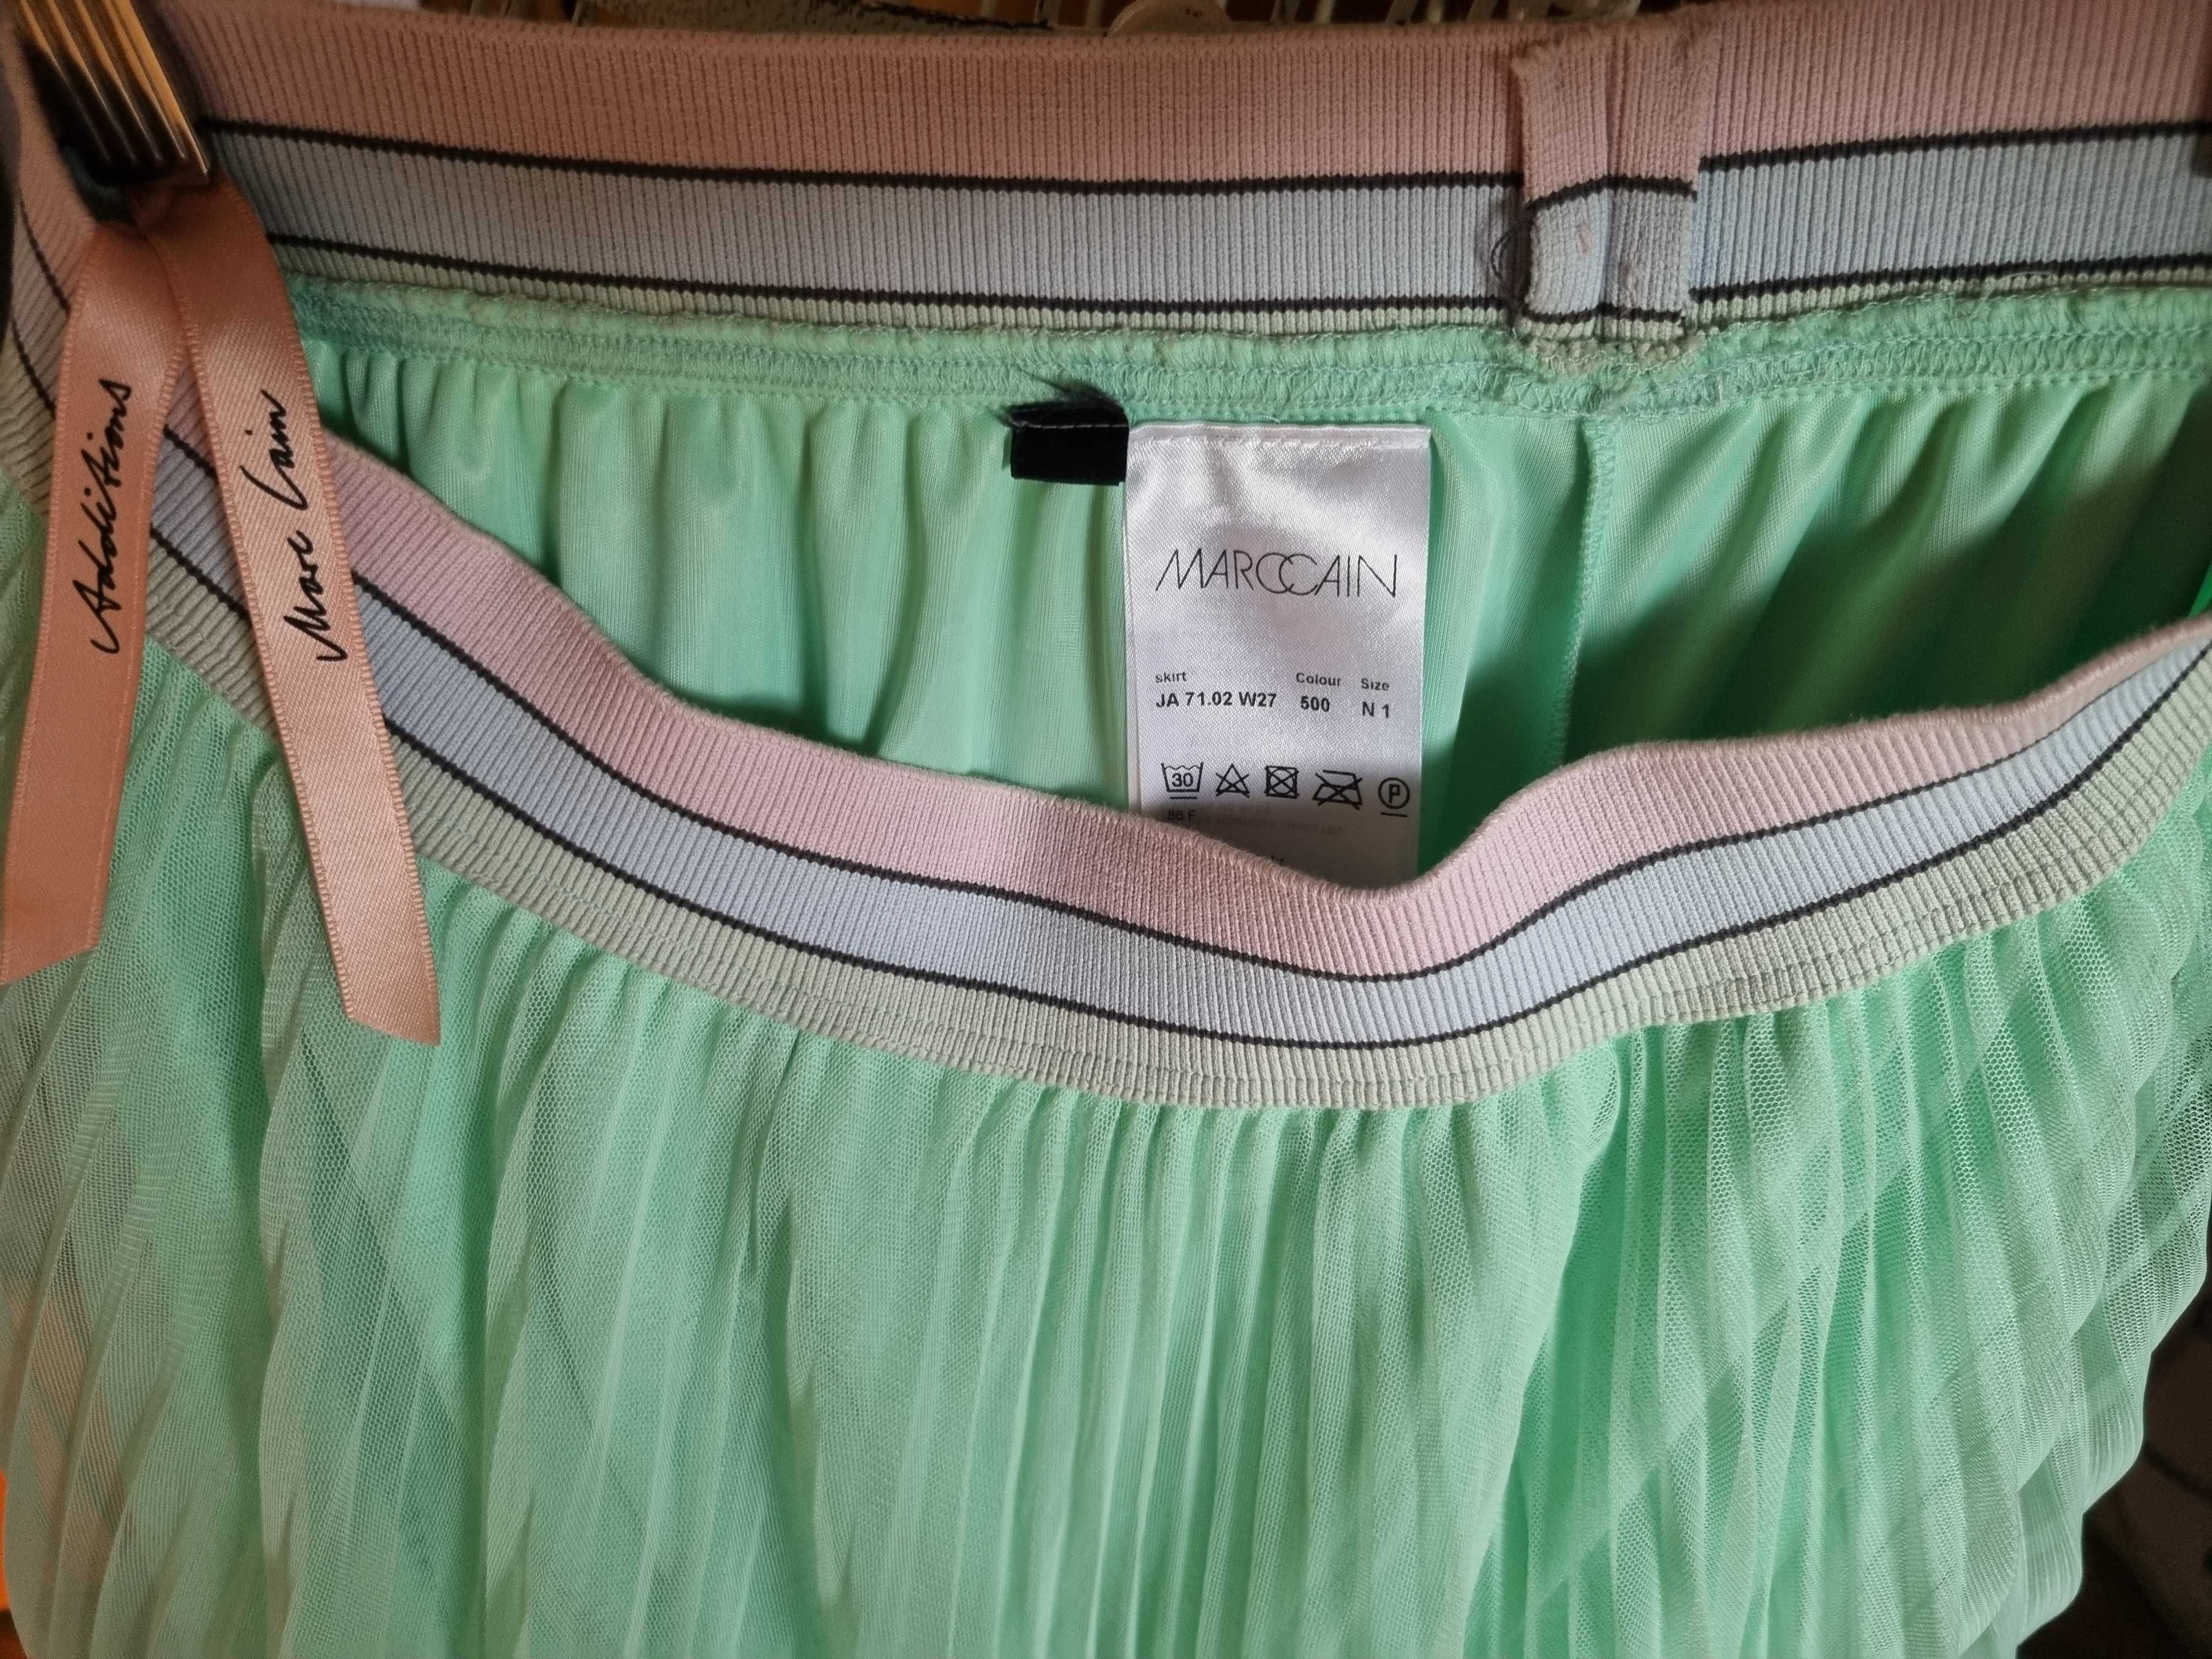 Additions
Marc Cain
MARCCAIN
skirt Colour Size
JA 71.02 W27 500 N 1
30
P